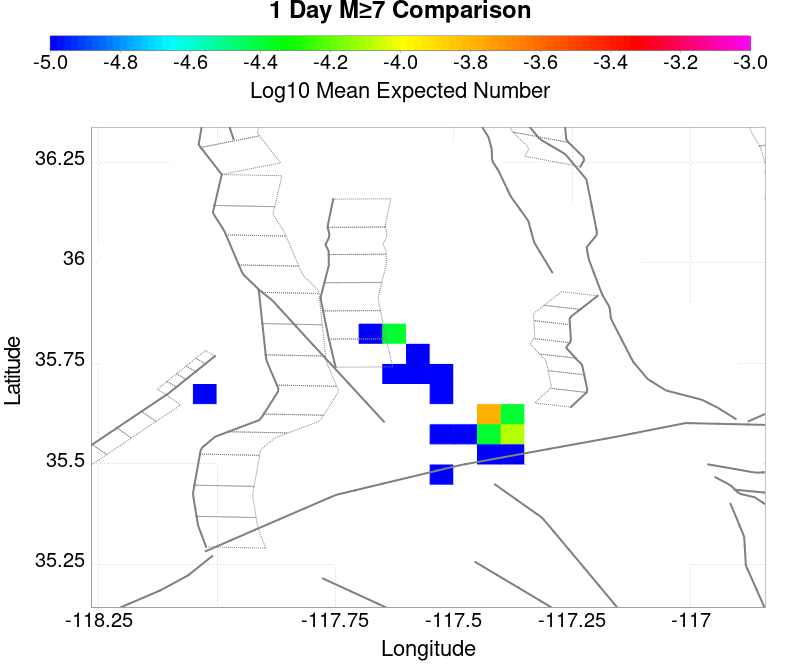 1 Day M≥7 Comparison
-5.0 -4.8 -4.6 -4.4 -4.2 -4.0 -3.8 -3.6 -3.4 -3.2 -3.0
Log10 Mean Expected Number
36.25
36
35.75
35.5
35.25
Latitude
-118.25 -117.75 -117.5 -117.25 -117
Longitude